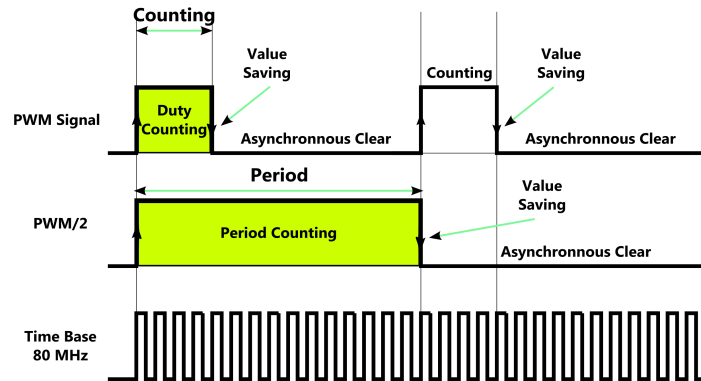 Counting
Value
Saving
Counting
Value
Saving
PWM Signal
Duty
Counting
Asynchronnous Clear
Asynchronnous Clear
Period
Value
Saving
PWM/2
Period Counting
Asynchronnous Clear
Time Base
80 MHz